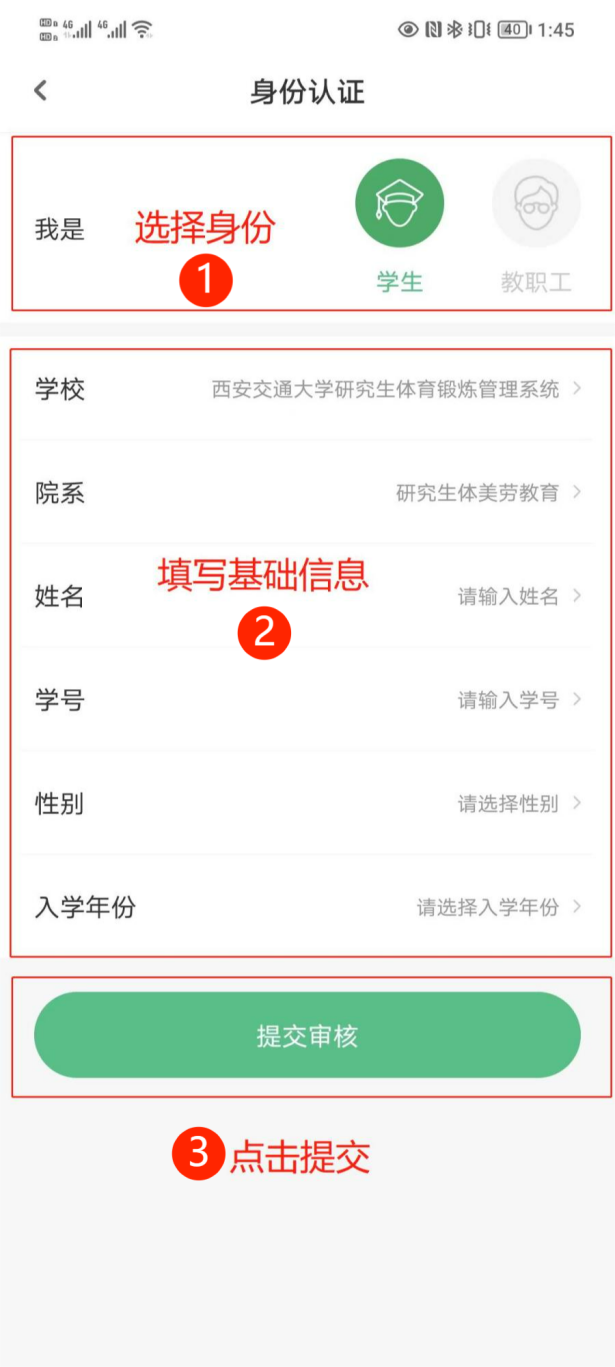 HD 4G 4G 40 1:45
身份认证
我是 选择身份
1
学生 教职工
学校 西安交通大学研究生体育锻炼管理系统
院系 研究生体美劳教育
填写基础信息
姓名 请输入姓名
2
学号 请输入学号
性别 请选择性别
入学年份 请选择入学年份
提交审核
3 点击提交